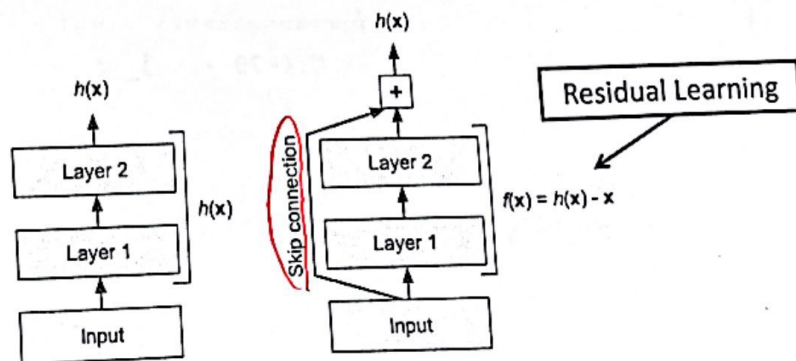 h(x)
Layer 2
Layer 1
h(x)
Input
h(x)
+
Skip connection
Layer 2
Layer 1
f(x) = h(x) - x
Input
Residual Learning